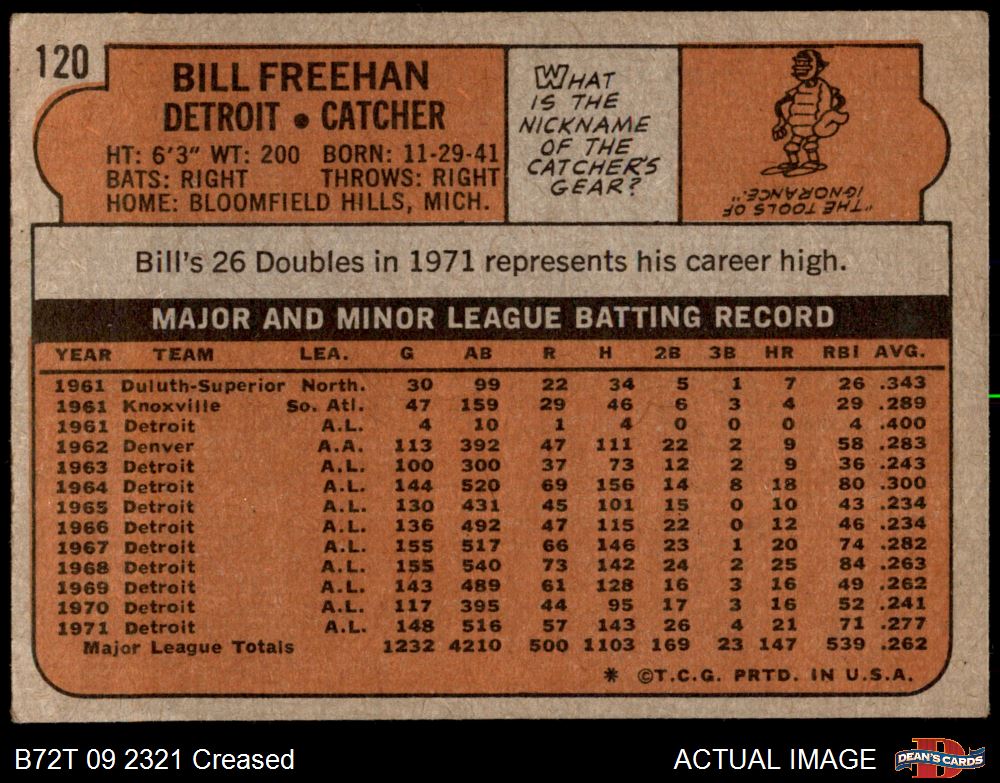 120
BILL FREEHAN
DETROIT • CATCHER
HT: 6'3" WT: 200 BORN: 11-29-41
BATS: RIGHT THROWS: RIGHT
HOME: BLOOMFIELD HILLS, MICH.
WHAT
IS THE
NICKNAME
OF THE
CATCHER'S
GEAR?
"THE TOOLS OF
IGNORANCE."
Bill's 26 Doubles in 1971 represents his career high.
MAJOR AND MINOR LEAGUE BATTING RECORD
YEAR TEAM LEA. G AB R H 2B 3B HR RBI AVG.
1961 Duluth-Superior North. 30 99 22 34 5 1 7 26 .343
1961 Knoxville So. Atl. 47 159 29 46 6 3 4 29 .289
1961 Detroit A.L. 4 10 1 4 0 0 0 4 .400
1962 Denver A.A. 113 392 47 111 22 2 9 58 .283
1963 Detroit A.L. 100 300 37 73 12 2 9 36 .243
1964 Detroit A.L. 144 520 69 156 14 8 18 80 .300
1965 Detroit A.L. 130 431 45 101 15 0 10 43 .234
1966 Detroit A.L. 136 492 47 115 22 0 12 46 .234
1967 Detroit A.L. 155 517 66 146 23 1 20 74 .282
1968 Detroit A.L. 155 540 73 142 24 2 25 84 .263
1969 Detroit A.L. 143 489 61 128 16 3 16 49 .262
1970 Detroit A.L. 117 395 44 95 17 3 16 52 .241
1971 Detroit A.L. 148 516 57 143 26 4 21 71 .277
Major League Totals 1232 4210 500 1103 169 23 147 539 .262
* ©T.C.G. PRTD. IN U.S.A.
B72T 09 2321 Creased
ACTUAL IMAGE
D
DEAN'S CARDS